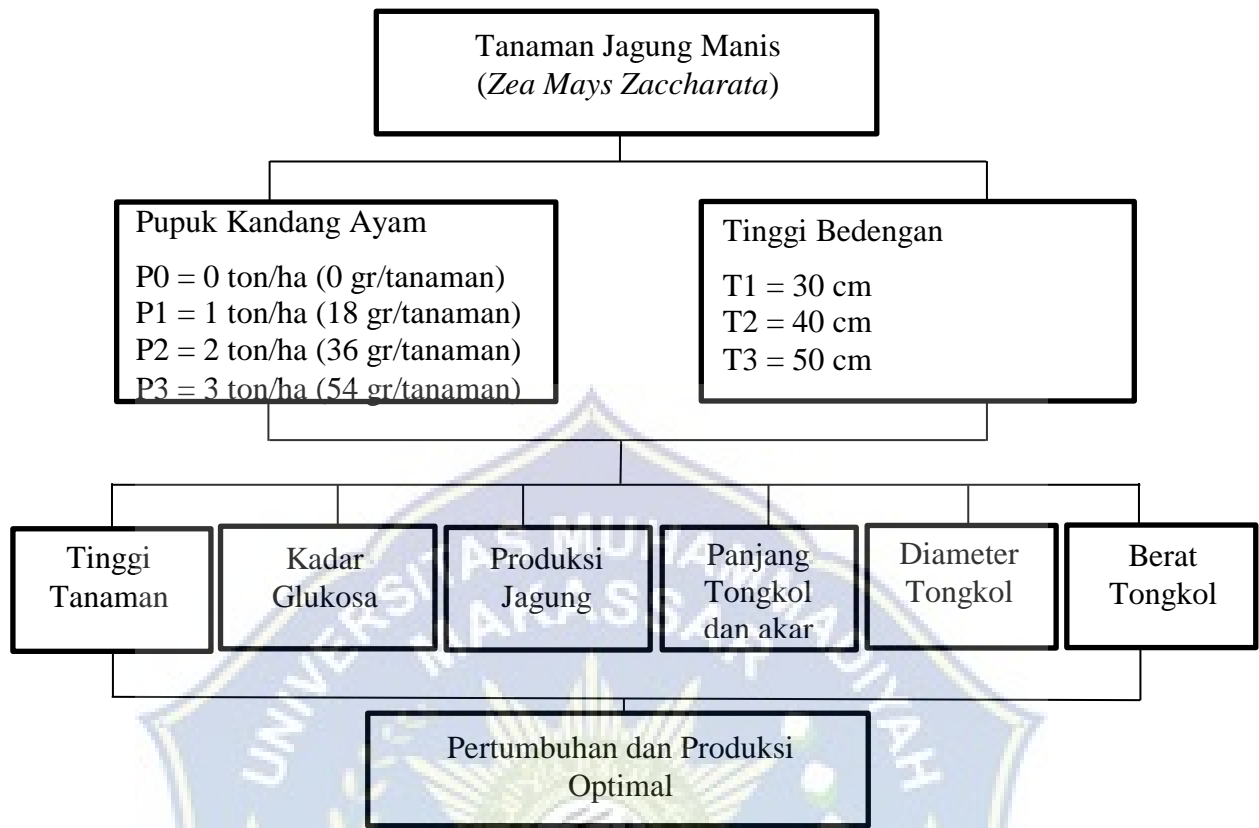 Tanaman Jagung Manis
(Zea Mays Zaccharata)
Pupuk Kandang Ayam
P0 = 0 ton/ha (0 gr/tanaman)
P1 = 1 ton/ha (18 gr/tanaman)
P2 = 2 ton/ha (36 gr/tanaman)
P3 = 3 ton/ha (54 gr/tanaman)
Tinggi Bedengan
T1 = 30 cm
T2 = 40 cm
T3 = 50 cm
Tinggi
Tanaman
Kadar
Glukosa
Produksi
Jagung
Panjang
Tongkol
dan akar
Diameter
Tongkol
Berat
Tongkol
UNIVERSITAS MUHAMMADIYAH
MAKASSAR
Pertumbuhan dan Produksi
Optimal